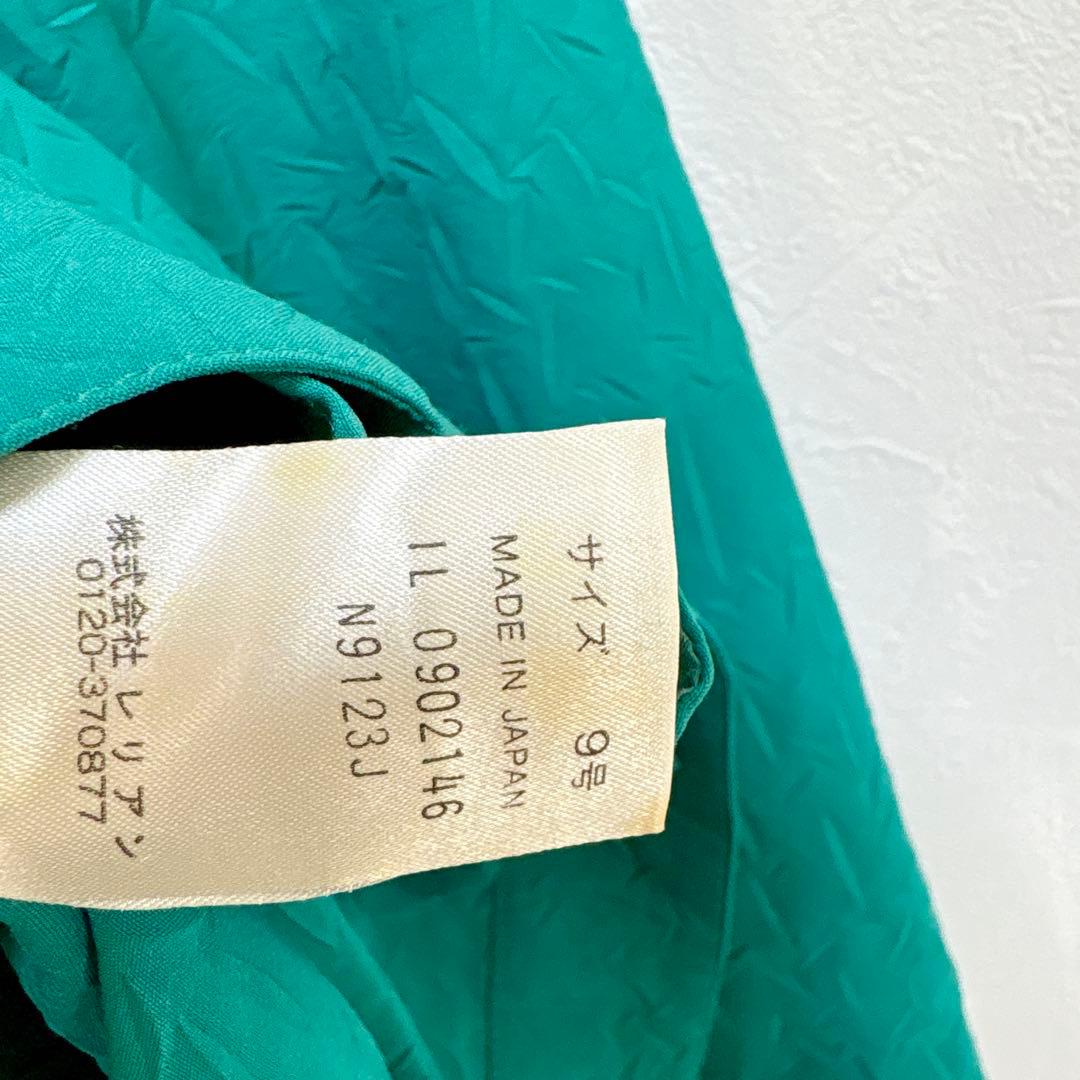 サイズ 9号
MADE IN JAPAN
IL 0902146
N9123J
株式会社 レリアン
0120-370877